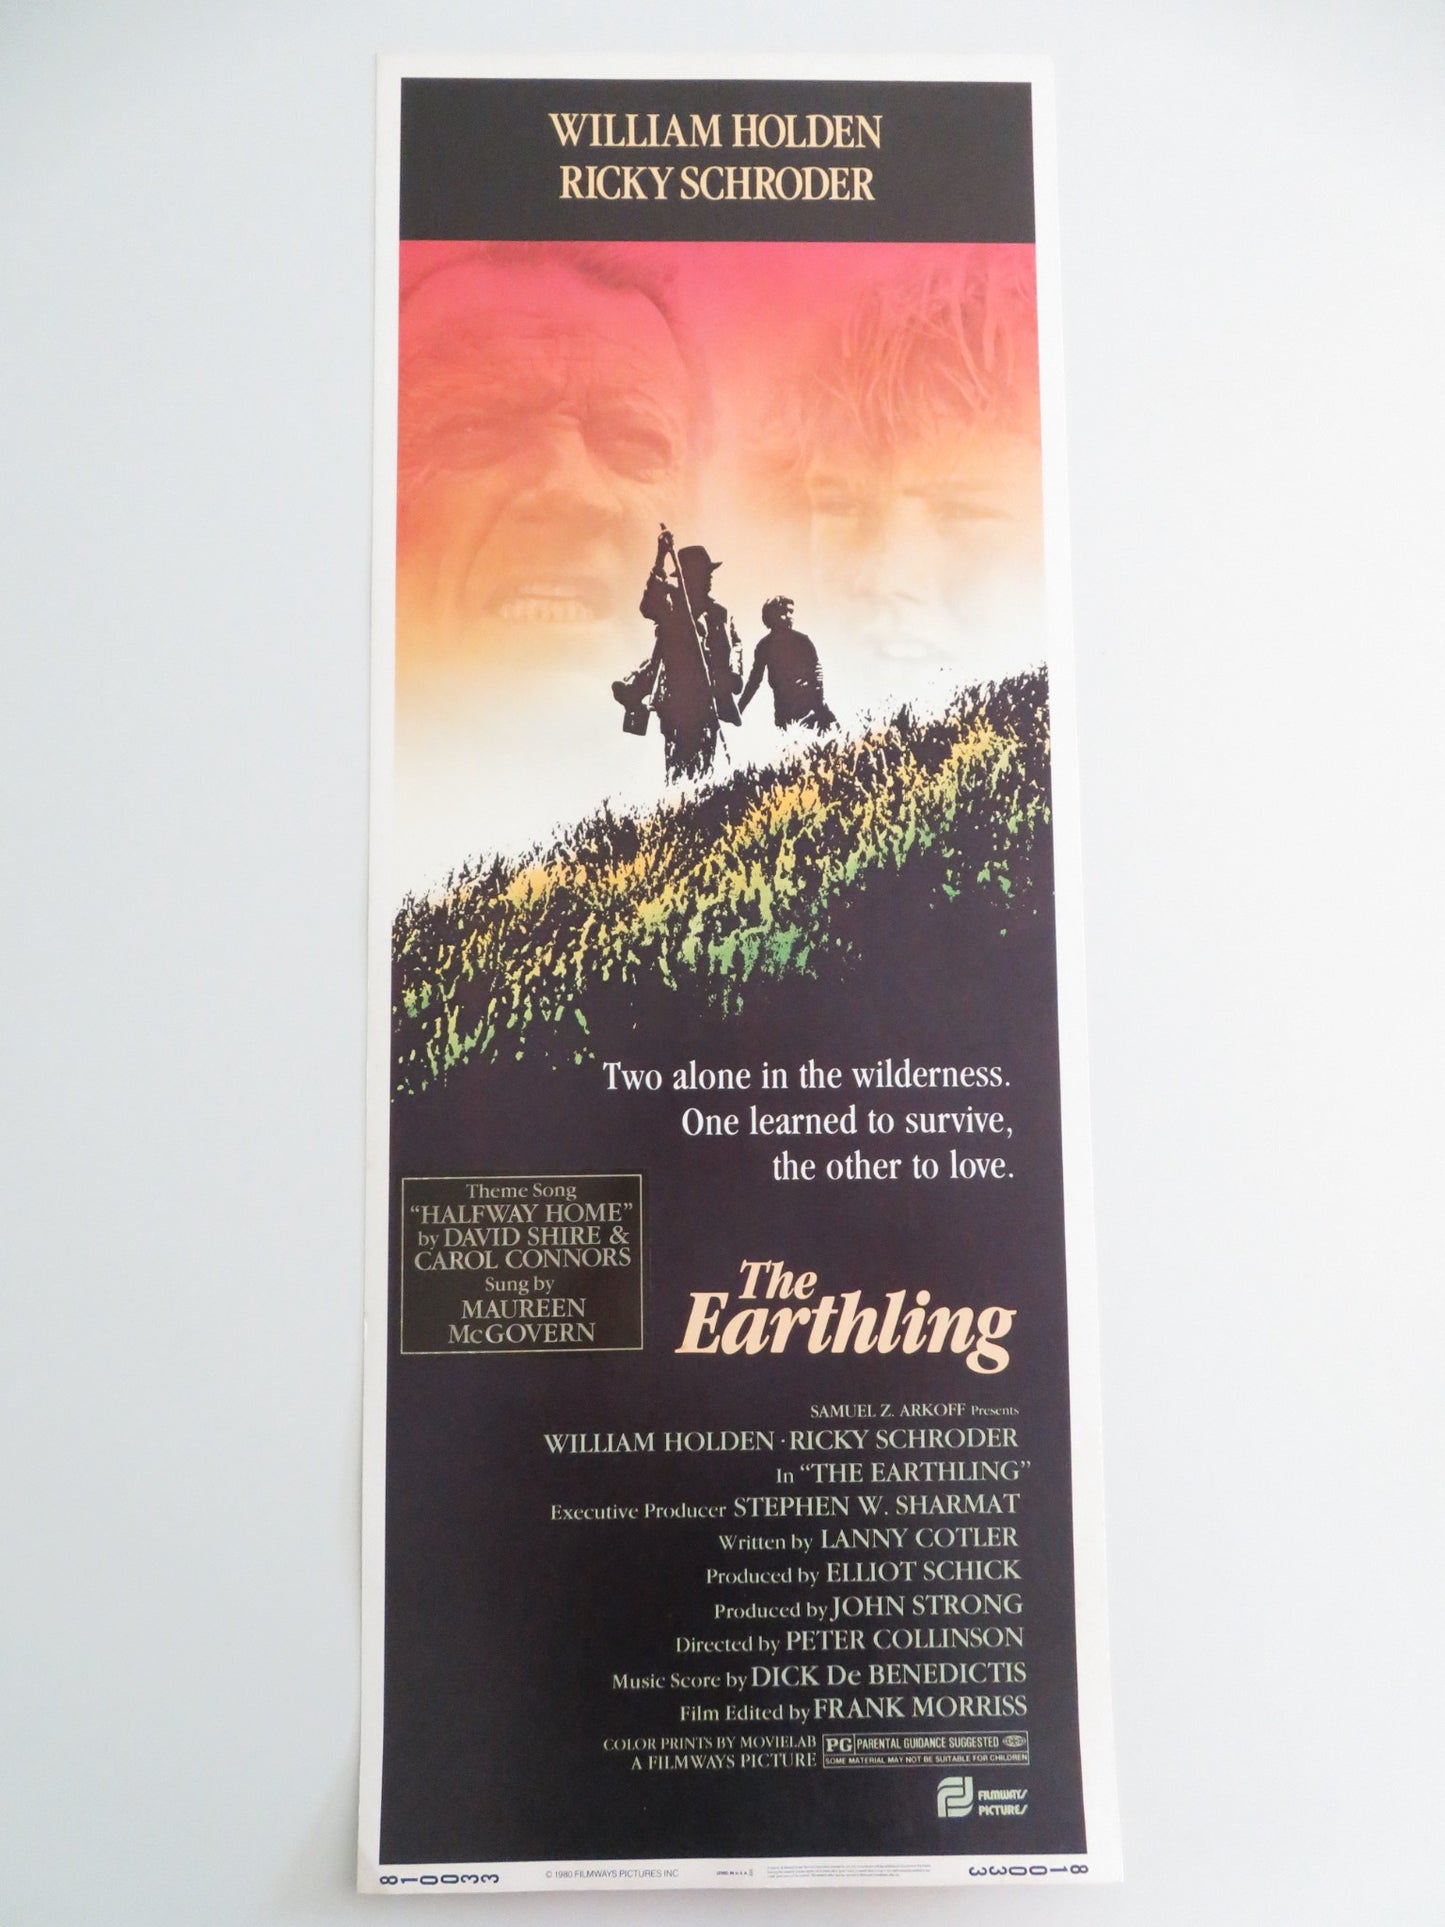 WILLIAM HOLDEN
RICKY SCHRODER
Two alone in the wilderness.
One learned to survive,
the other to love.
Theme Song
“HALFWAY HOME”
by DAVID SHIRE &
CAROL CONNORS
Sung by
MAUREEN
McGOVERN
The
Earthling
SAMUEL Z. ARKOFF Presents
WILLIAM HOLDEN · RICKY SCHRODER
In “THE EARTHLING”
Executive Producer STEPHEN W. SHARMAT
Written by LANNY COTLER
Produced by ELLIOT SCHICK
Produced by JOHN STRONG
Directed by PETER COLLINSON
Music Score by DICK De BENEDICTIS
Film Edited by FRANK MORRISS
COLOR PRINTS BY MOVIELAB
A FILMWAYS PICTURE
PG PARENTAL GUIDANCE SUGGESTED
SOME MATERIAL MAY NOT BE SUITABLE FOR CHILDREN
FILMWAYS
PICTURES
810033
© 1980 FILMWAYS PICTURES INC.
810033